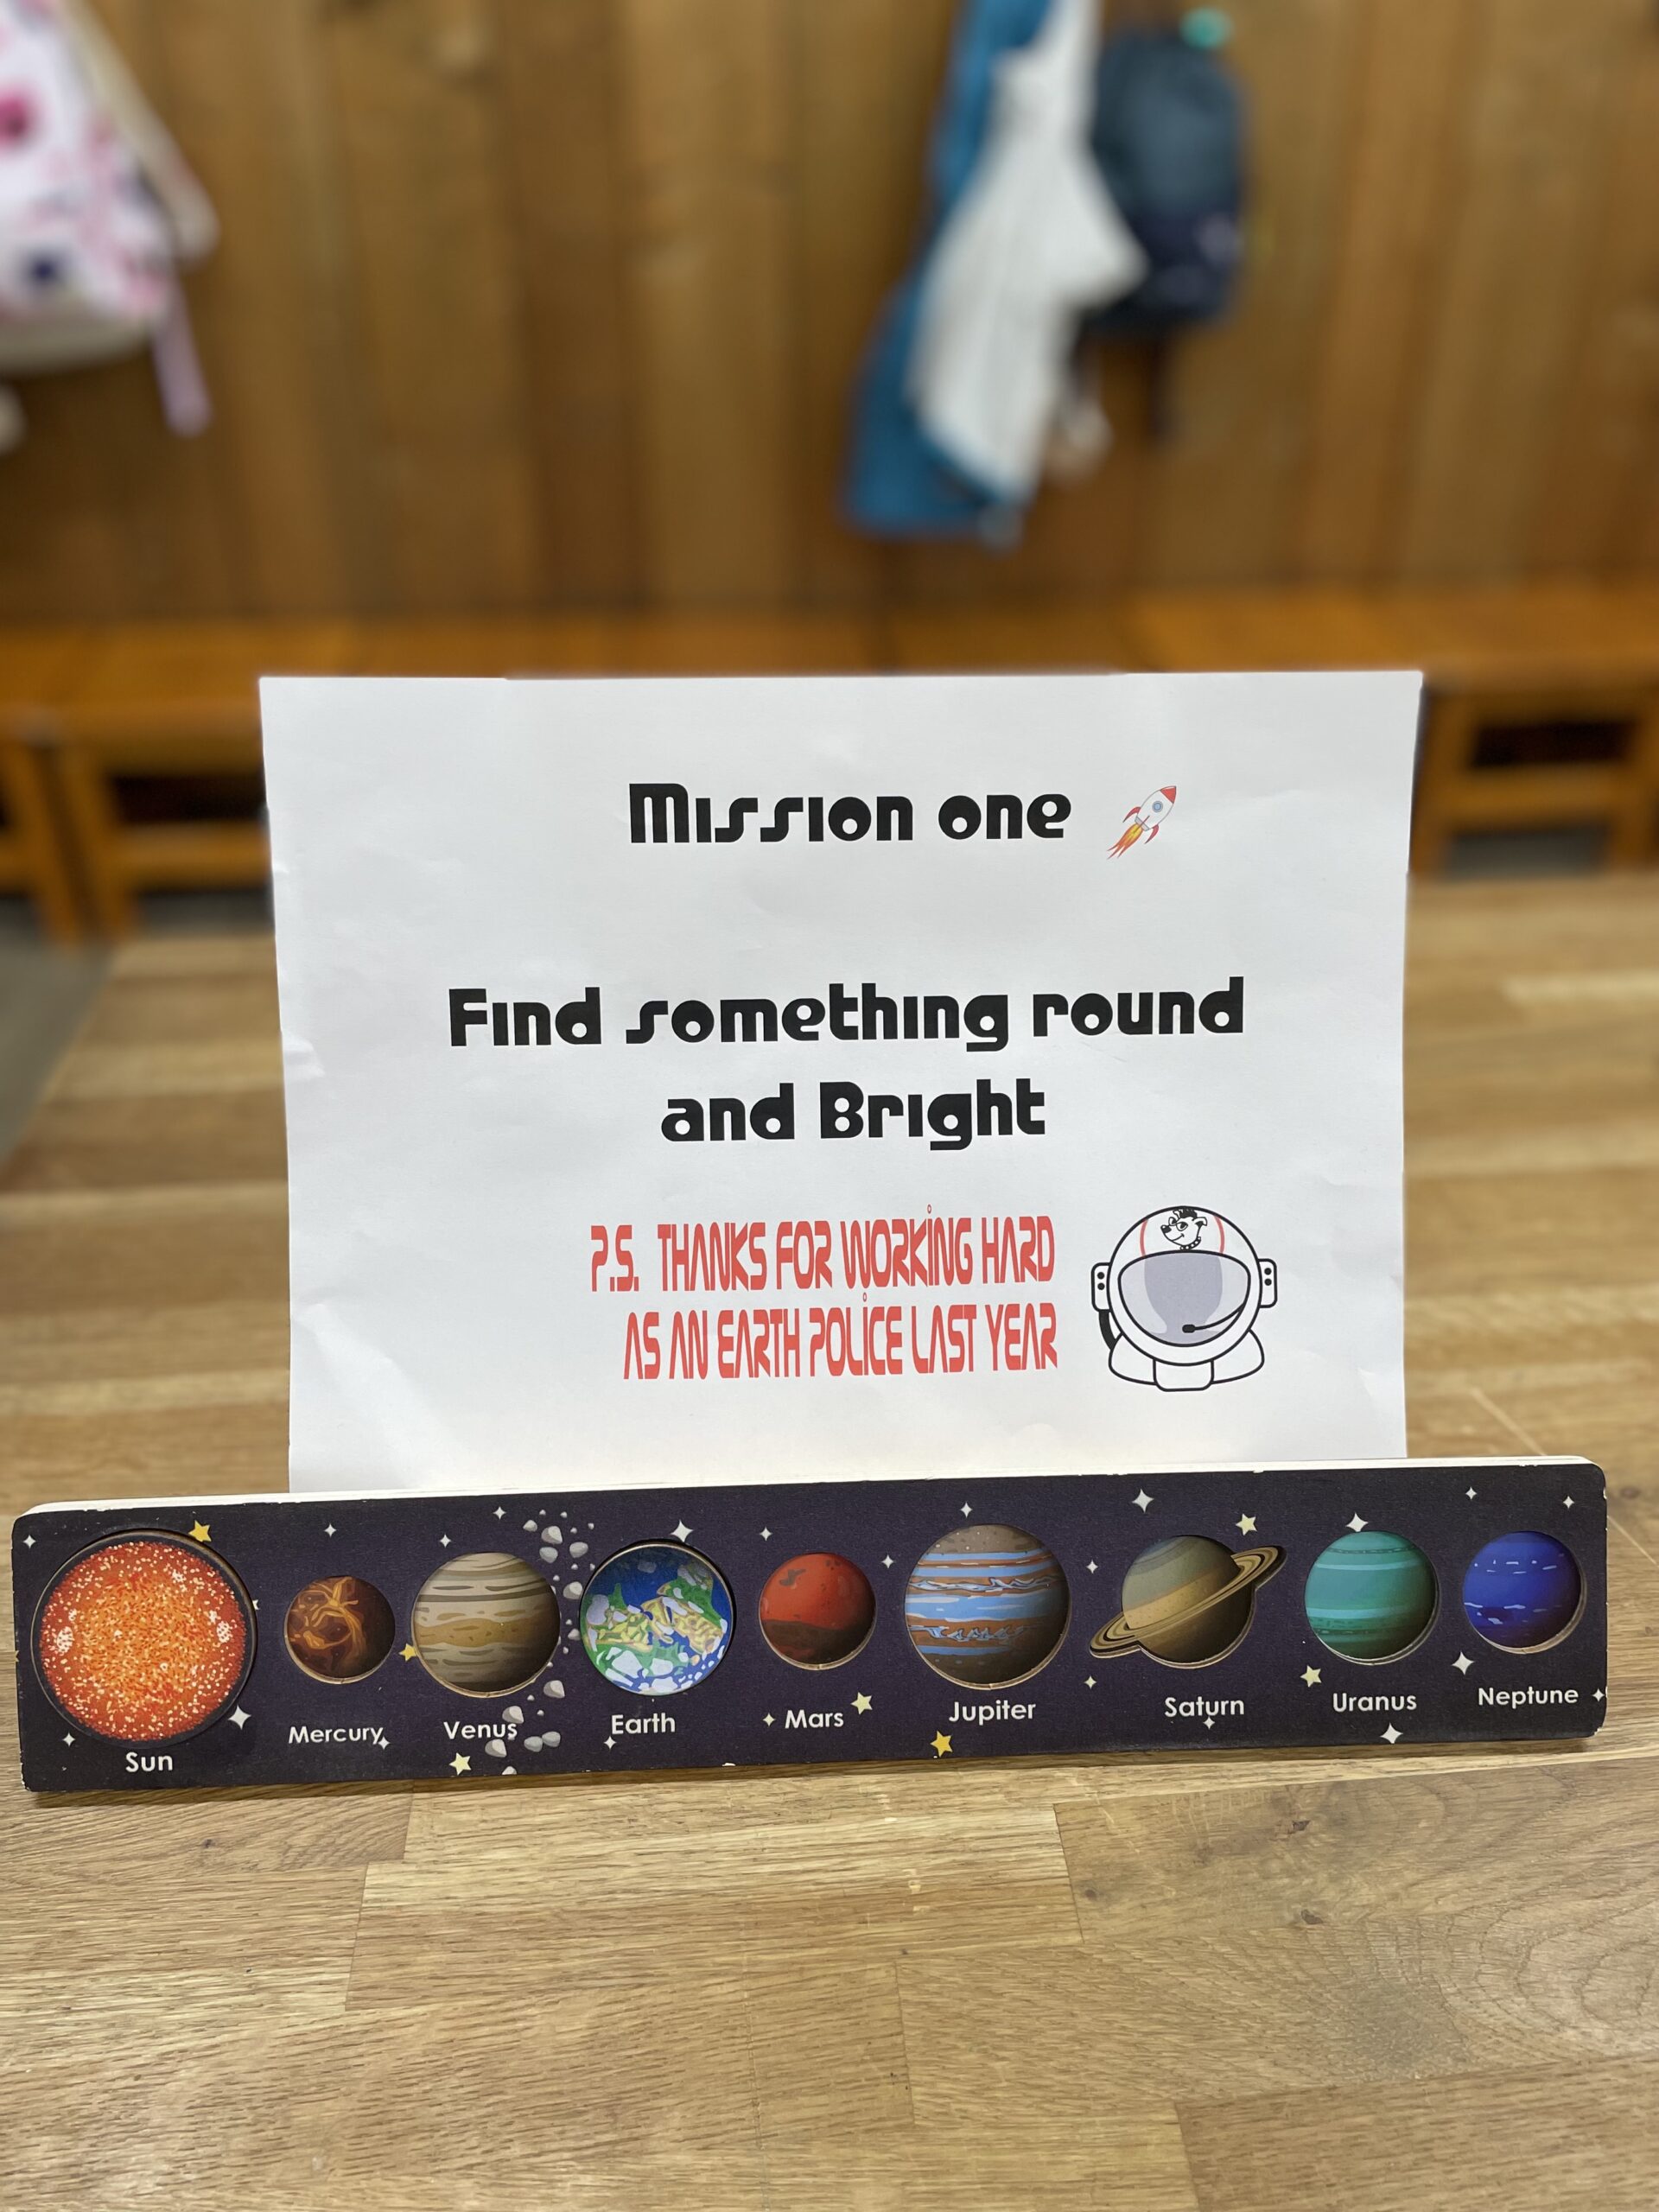 Mission one
Find something round
and Bright
P.S. THANKS FOR WORKING HARD
AS AN EARTH POLICE LAST YEAR
Sun
Mercury
Venus
Earth
Mars
Jupiter
Saturn
Uranus
Neptune